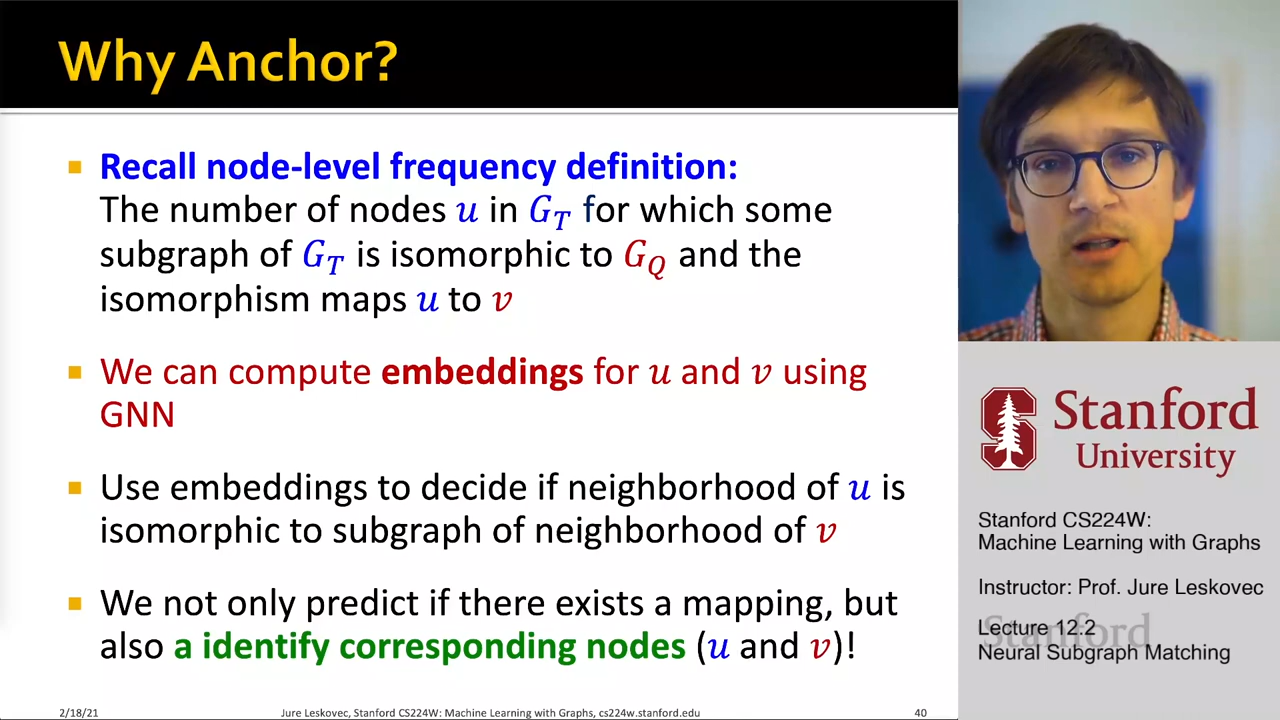 Why Anchor?
Recall node-level frequency definition:
The number of nodes u in G_T for which some
subgraph of G_T is isomorphic to G_Q and the
isomorphism maps u to v
We can compute embeddings for u and v using
GNN
Use embeddings to decide if neighborhood of u is
isomorphic to subgraph of neighborhood of v
We not only predict if there exists a mapping, but
also a identify corresponding nodes (u and v)!
2/18/21
Jure Leskovec, Stanford CS224W: Machine Learning with Graphs, cs224w.stanford.edu
40
S
Stanford
University
Stanford CS224W:
Machine Learning with Graphs
Instructor: Prof. Jure Leskovec
Stanford
Lecture 12.2
Neural Subgraph Matching